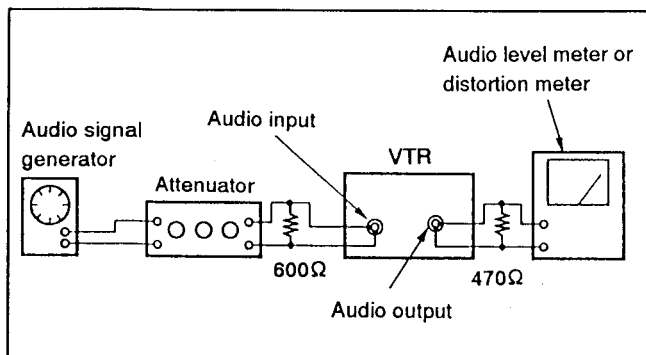 Audio level meter or
distortion meter
Audio input
Audio signal
generator
VTR
Attenuator
600Ω
470Ω
Audio output